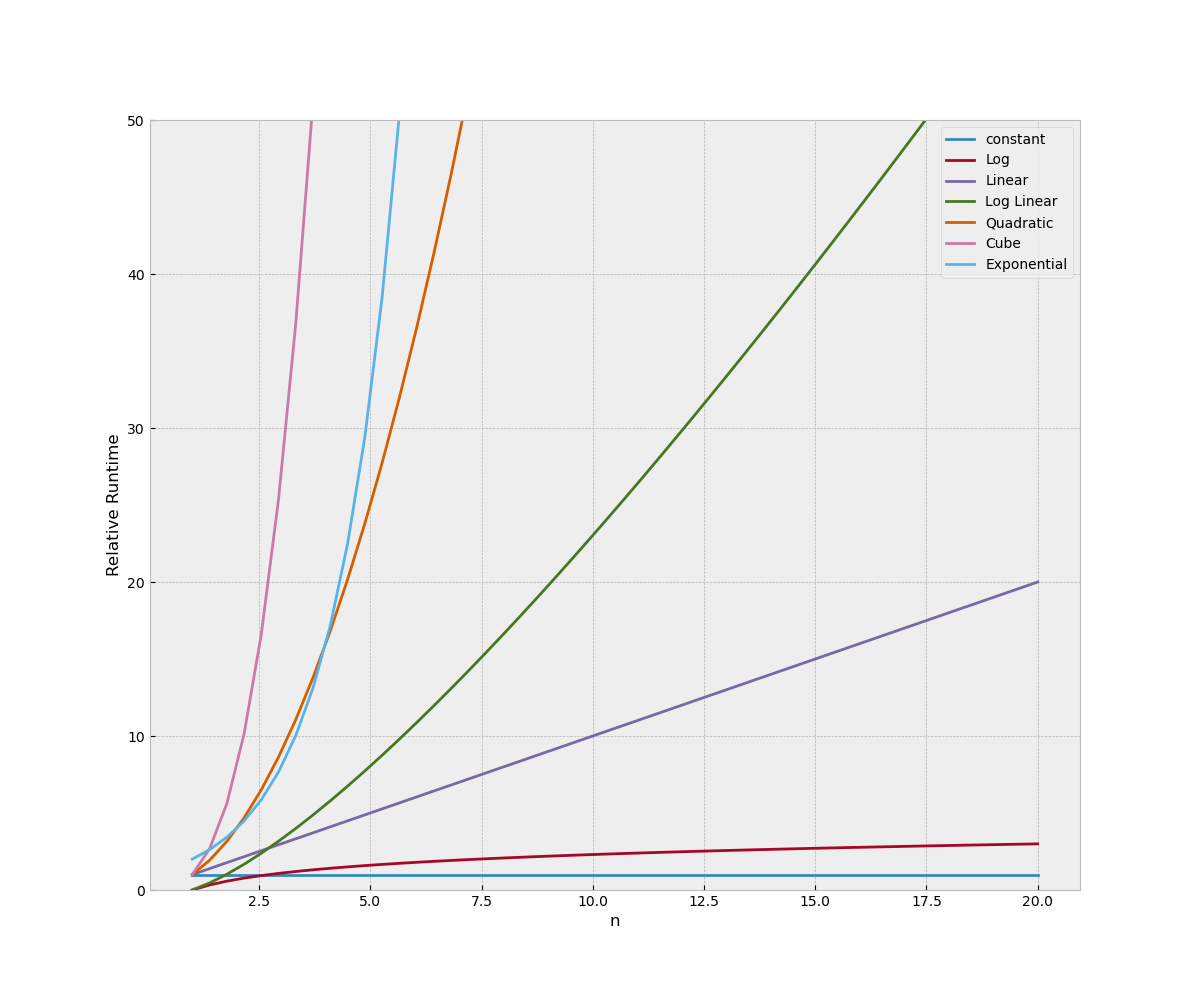 50
40
30
20
10
0
Relative Runtime
2.5
5.0
7.5
10.0
12.5
15.0
17.5
20.0
n
constant
Log
Linear
Log Linear
Quadratic
Cube
Exponential